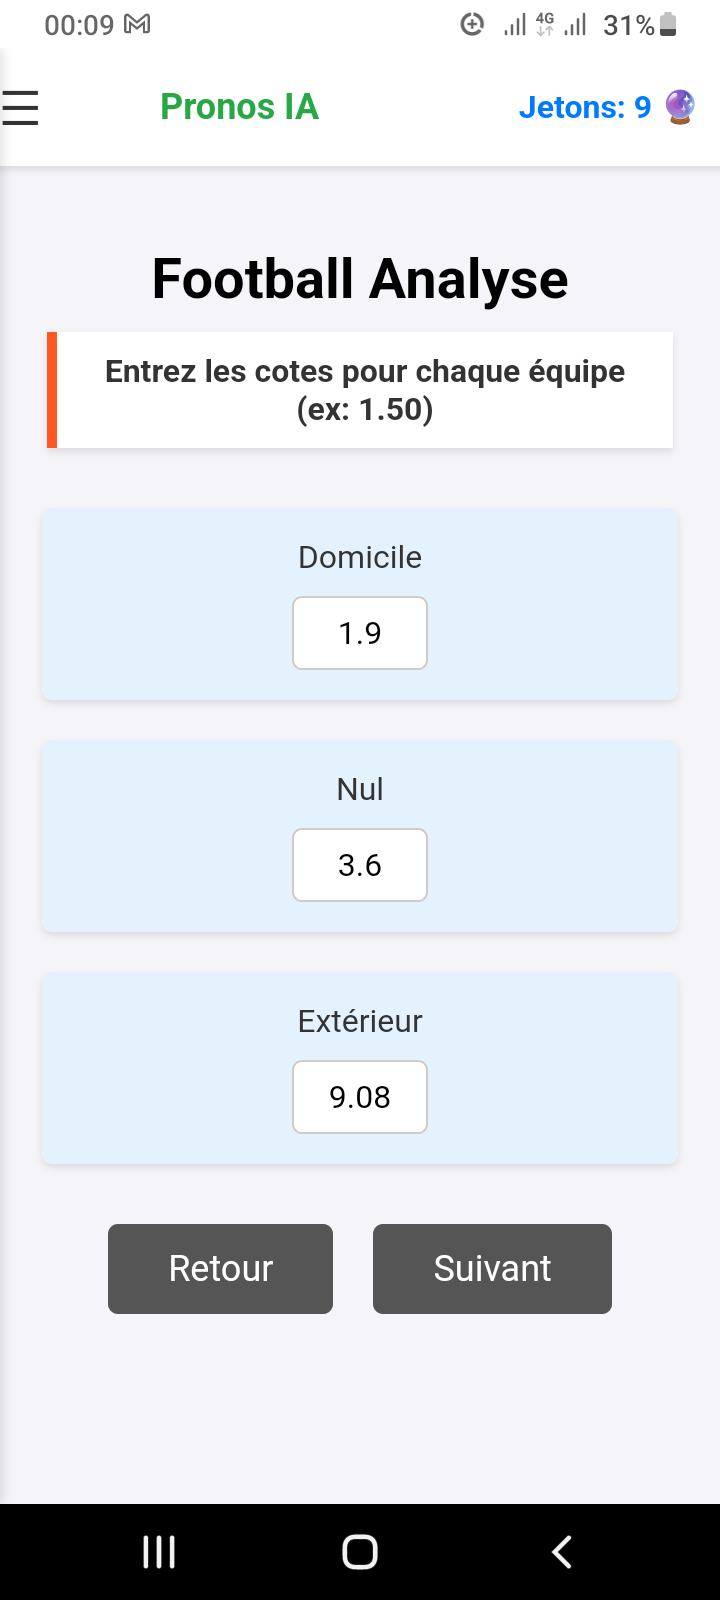 00:09
4G
31%
Pronos IA
Jetons: 9
Football Analyse
Entrez les cotes pour chaque équipe
(ex: 1.50)
Domicile
1.9
Nul
3.6
Extérieur
9.08
Retour
Suivant